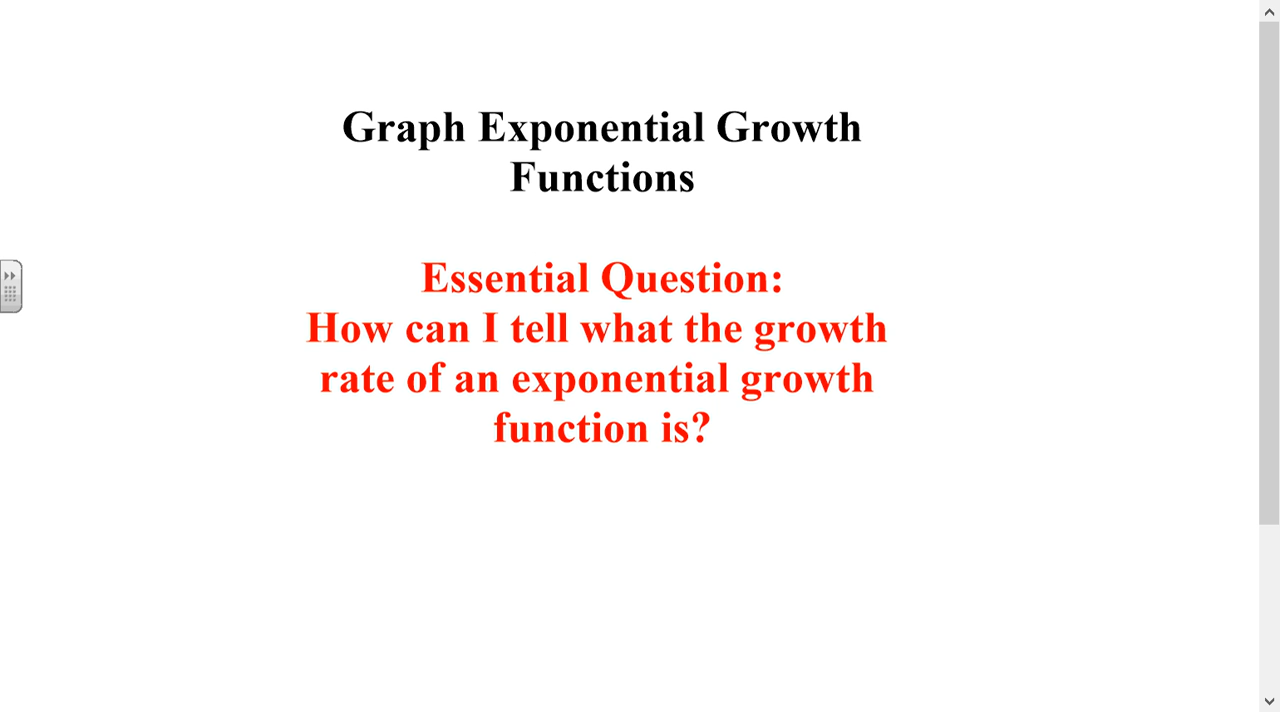 Graph Exponential Growth
Functions
Essential Question:
How can I tell what the growth
rate of an exponential growth
function is?